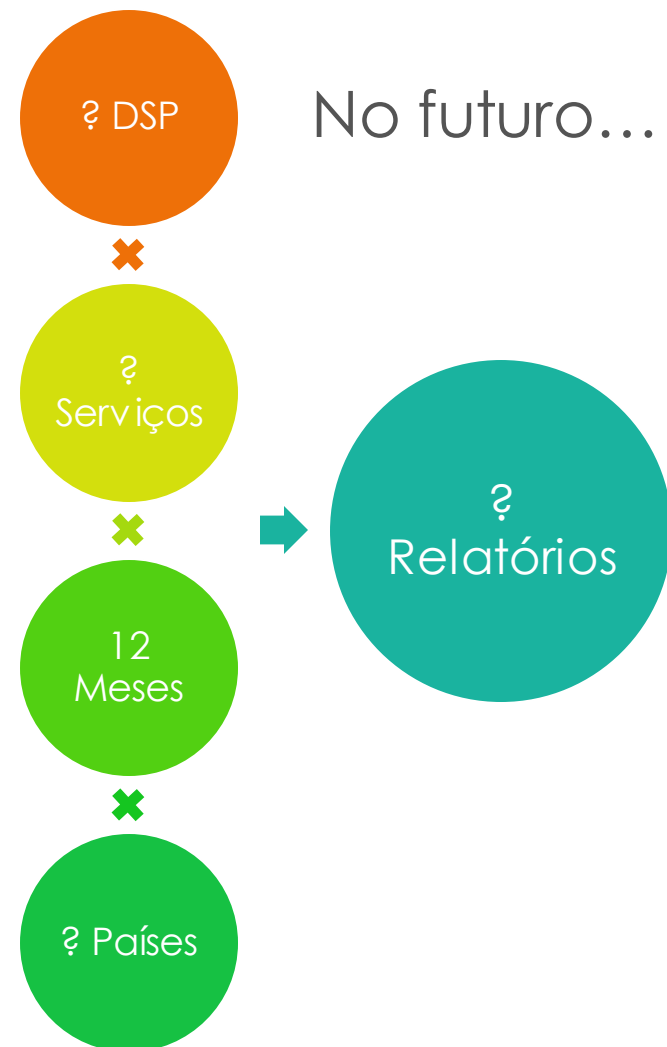 No futuro…
? DSP
?
Serviços
12
Meses
? Países
?
Relatórios